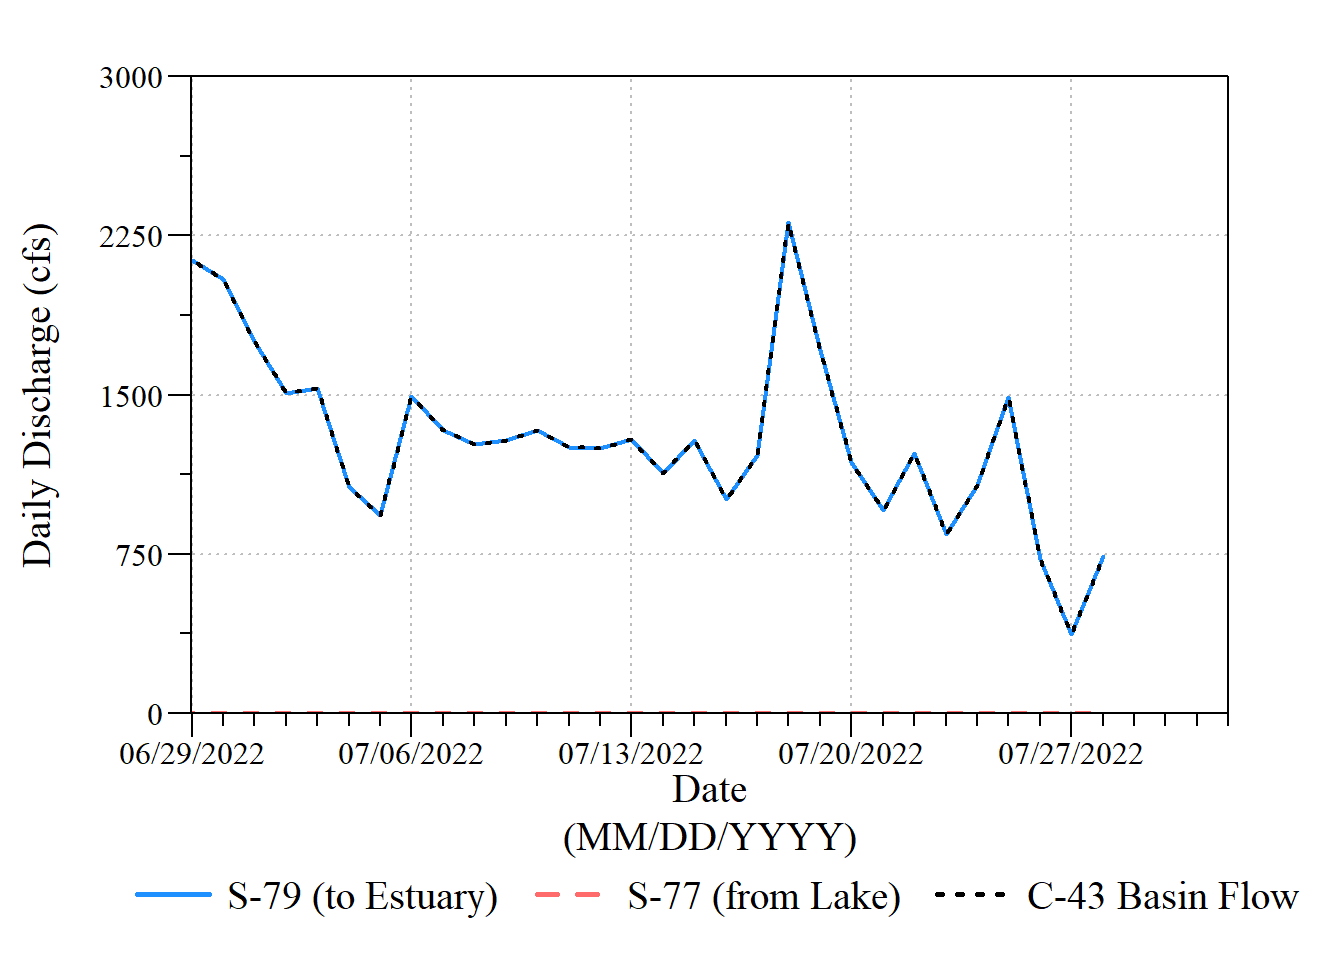 3000
2250
1500
750
0
Daily Discharge (cfs)
06/29/2022 07/06/2022 07/13/2022 07/20/2022 07/27/2022
Date
(MM/DD/YYYY)
S-79 (to Estuary) S-77 (from Lake) C-43 Basin Flow